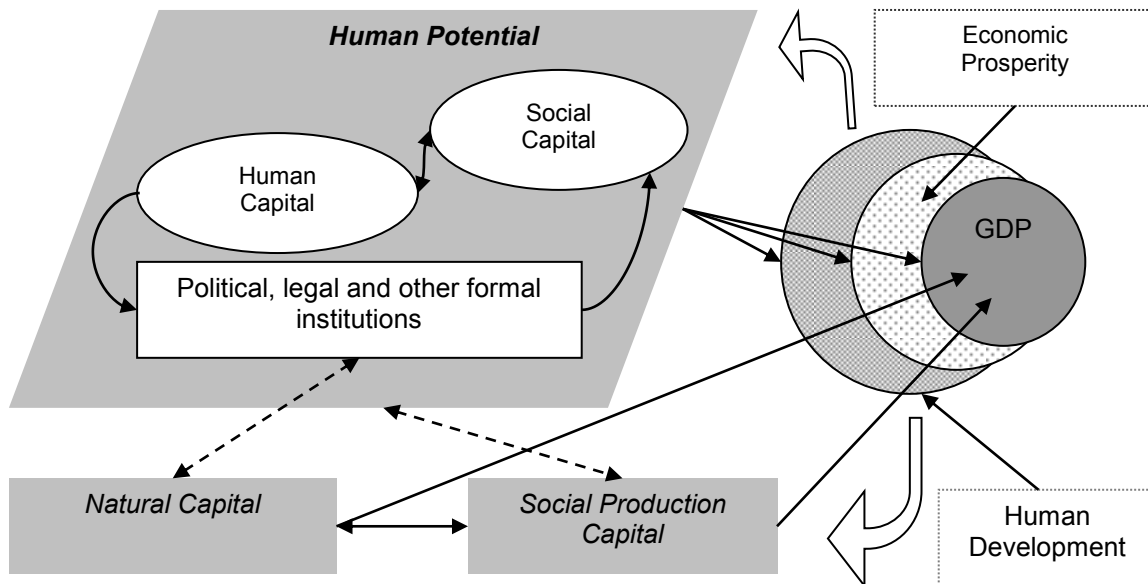 Human Potential
Economic
Prosperity
Social
Capital
Human
Capital
GDP
Political, legal and other formal
institutions
Natural Capital
Social Production
Capital
Human
Development